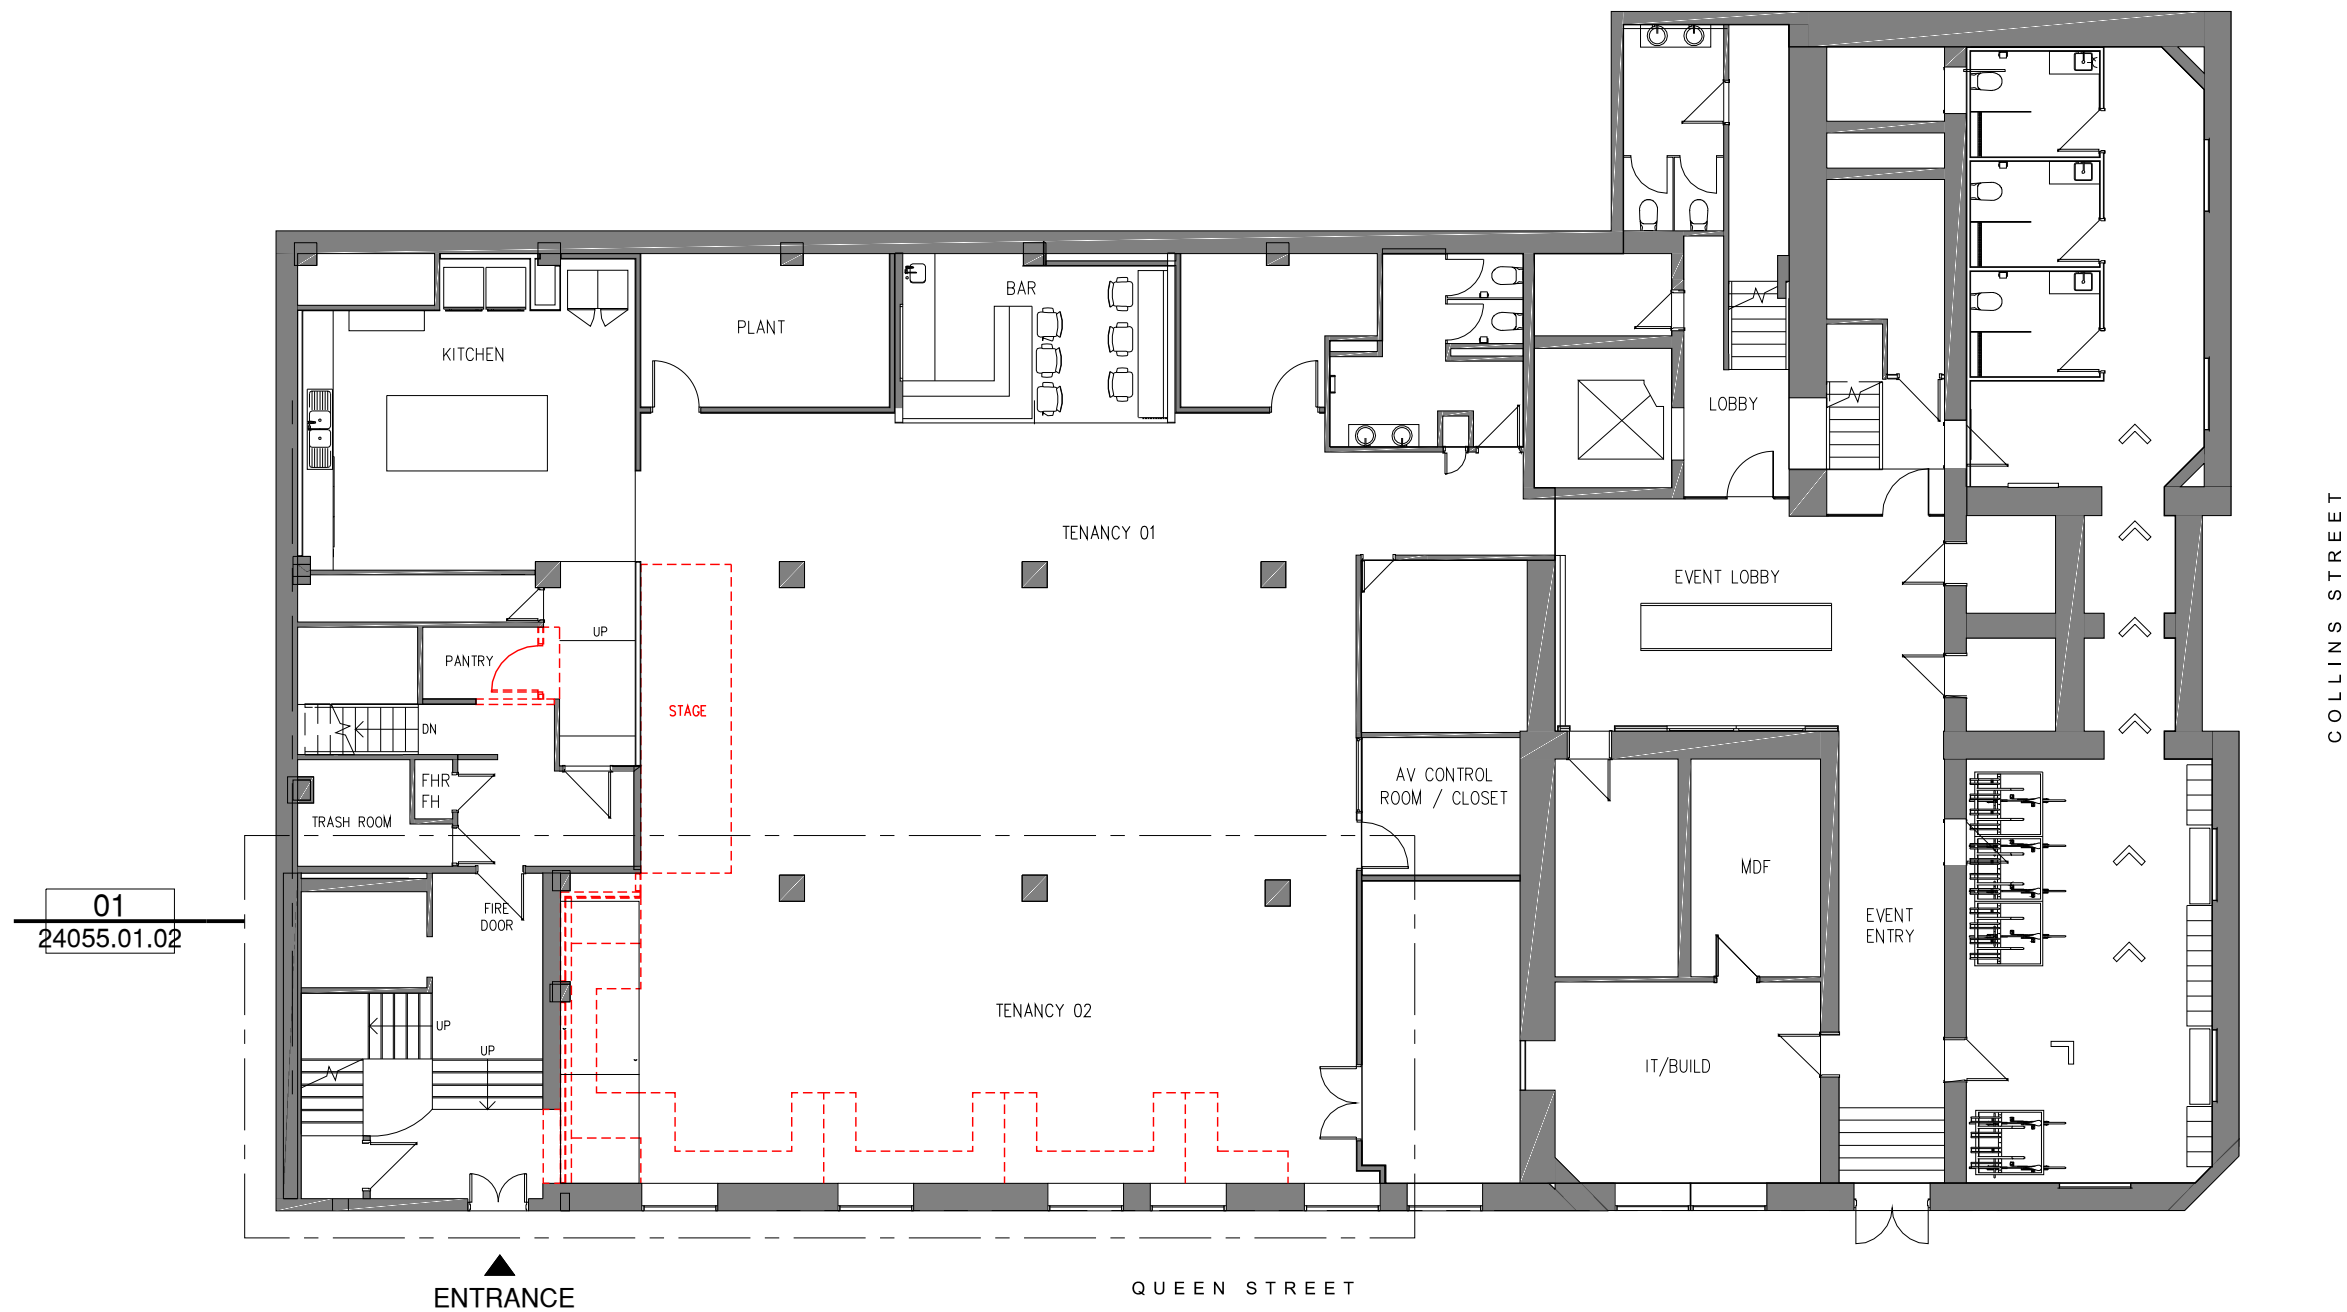 BAR
PLANT
KITCHEN
LOBBY
TENANCY 01
EVENT LOBBY
UP
PANTRY
STAGE
DN
FHR
FH
AV CONTROL
ROOM / CLOSET
TRASH ROOM
MDF
01
24055.01.02
FIRE
DOOR
EVENT
ENTRY
TENANCY 02
UP
UP
IT/BUILD
ENTRANCE
QUEEN STREET
COLLINS STREET